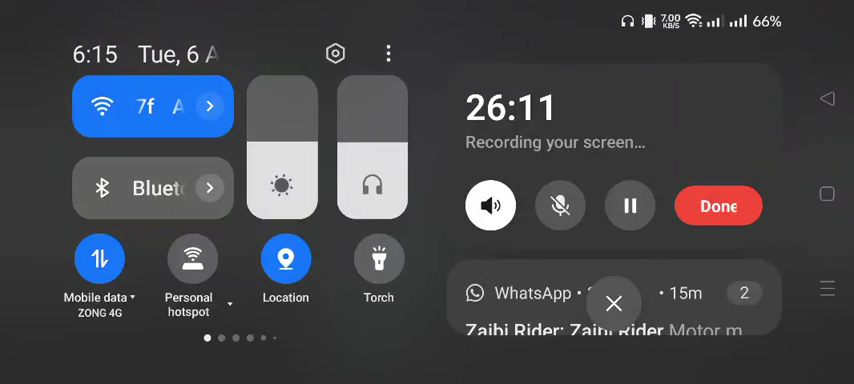 7.00
KB/S
66%
6:15 Tue, 6
7f A
Bluet
Mobile data
ZONG 4G
Personal
hotspot
Location
Torch
26:11
Recording your screen...
Done
WhatsApp • • 15m 2
Zaibi Rider: Zaibi Rider Motor m